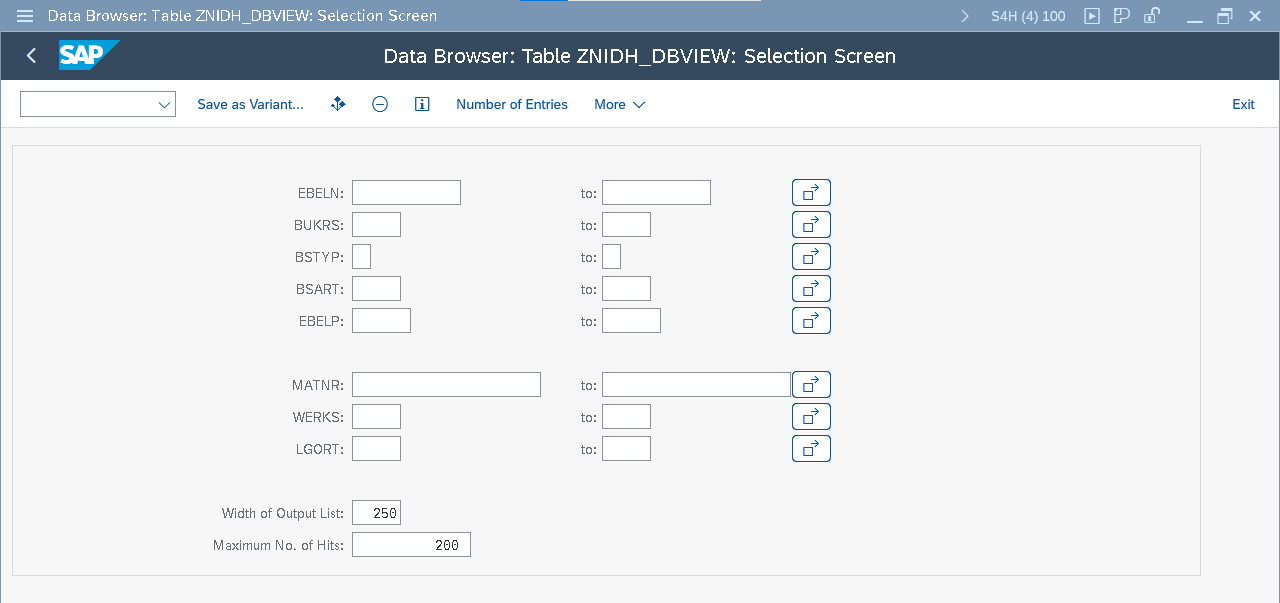 Data Browser: Table ZNIDH_DBVIEW: Selection Screen S4H (4) 100
SAP Data Browser: Table ZNIDH_DBVIEW: Selection Screen
Save as Variant... Number of Entries More Exit
EBELN: to:
BUKRS: to:
BSTYP: to:
BSART: to:
EBELP: to:
MATNR: to:
WERKS: to:
LGORT: to:
Width of Output List: 250
Maximum No. of Hits: 200